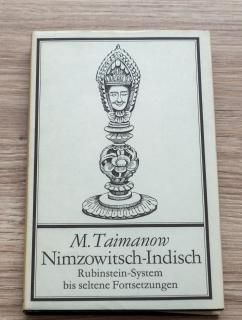 M. Taimanow
Nimzowitsch-Indisch
Rubinstein-System
bis seltene Fortsetzungen